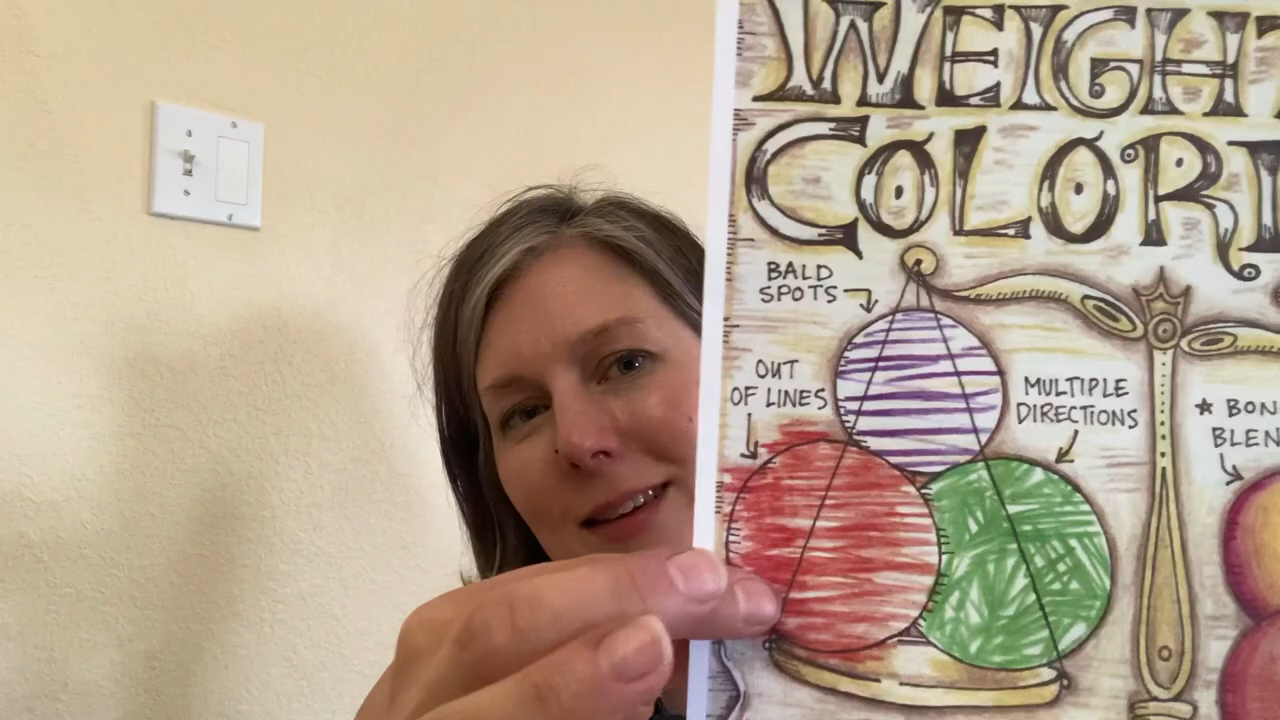 WEIGH
COLORI
BALD
SPOTS
OUT
OF LINES
MULTIPLE
DIRECTIONS
★ BON
BLEN